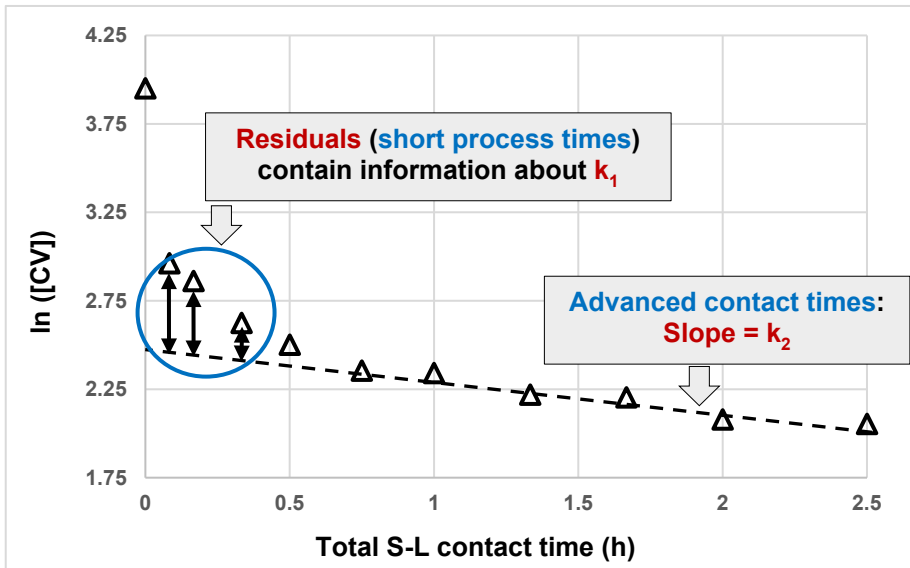 4.25
3.75
3.25
2.75
2.25
1.75
ln ([CV])
Residuals (short process times)
contain information about k₁
Advanced contact times:
Slope = k₂
0
0.5
1
1.5
2
2.5
Total S-L contact time (h)